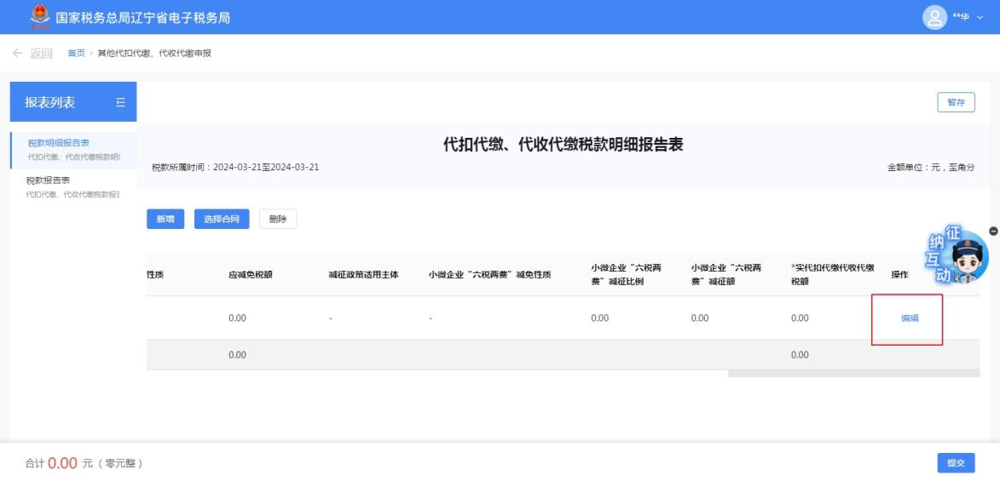 国家税务总局辽宁省电子税务局
**华
返回 首页 › 其他代扣代缴、代收代缴申报
报表列表
暂存
税款明细报告表
代扣代缴、代收代缴税款明
税款报告表
代扣代缴、代收代缴税款报
代扣代缴、代收代缴税款明细报告表
税款所属时间：2024-03-21至2024-03-21
金额单位：元，至角分
新增 选择合同 删除
征纳互动
性质 应减免税额 减征政策适用主体 小微企业“六税两费”减免性质 小微企业“六税两费”减征比例 小微企业“六税两费”减征额 *实代扣代缴代收代缴税额 操作
0.00 - - 0.00 0.00 0.00 编辑
0.00 0.00
合计 0.00 元（零元整）
提交